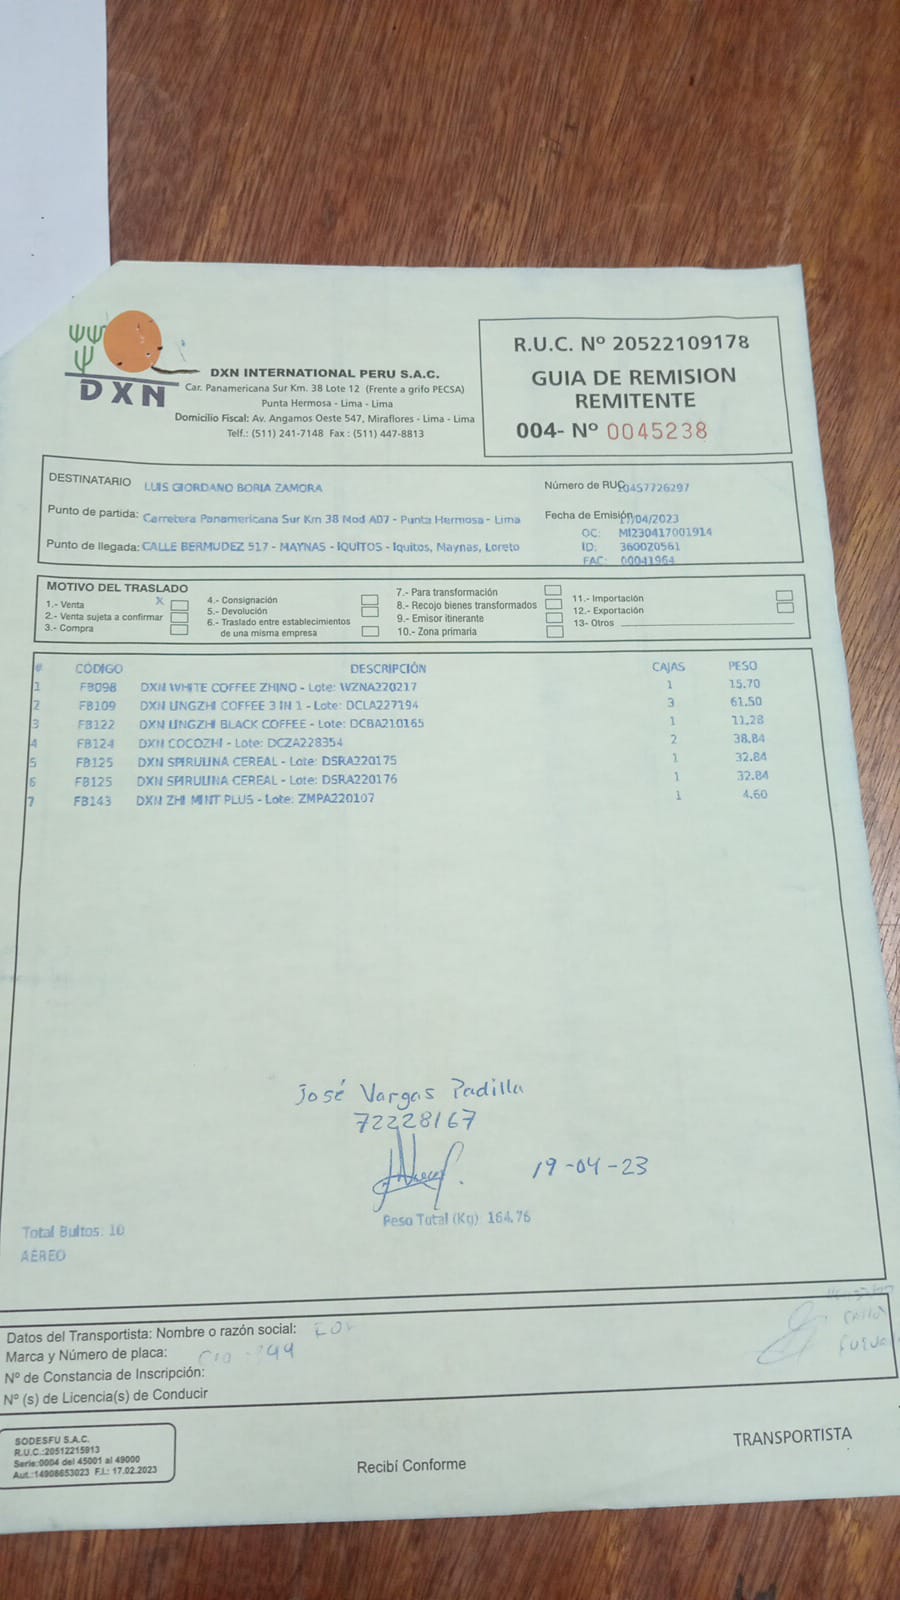 DXN
DXN INTERNATIONAL PERU S.A.C.
Car. Panamericana Sur Km. 38 Lote 12 (Frente a grifo PECSA)
Punta Hermosa - Lima - Lima
Domicilio Fiscal: Av. Angamos Oeste 547, Miraflores - Lima - Lima
Telf.: (511) 241-7148 Fax : (511) 447-8813
R.U.C. Nº 20522109178
GUIA DE REMISION
REMITENTE
004- Nº 0045238
DESTINATARIO LUIS GIORDANO BORIA ZAMORA
Número de RUC 10457726297
Punto de partida: Carretera Panamericana Sur Km 38 Mod A07 - Punta Hermosa - Lima
Fecha de Emisión 17/04/2023
OC: MI230417001914
Punto de llegada: CALLE BERMUDEZ 517 - MAYNAS - IQUITOS - Iquitos, Maynas, Loreto
ID: 360020561
FAC: 00041964
MOTIVO DEL TRASLADO
1.- Venta X
2.- Venta sujeta a confirmar
3.- Compra
4.- Consignación
5.- Devolución
6.- Traslado entre establecimientos
de una misma empresa
7.- Para transformación
8.- Recojo bienes transformados
9.- Emisor itinerante
10.- Zona primaria
11.- Importación
12.- Exportación
13- Otros
# CÓDIGO DESCRIPCIÓN CAJAS PESO
1 FB098 DXN WHITE COFFEE ZHINO - Lote: WZNA220217 1 15.70
2 FB109 DXN LINGZHI COFFEE 3 IN 1 - Lote: DCLA227194 3 61.50
3 FB122 DXN LINGZHI BLACK COFFEE - Lote: DCBA210165 1 11.28
4 FB124 DXN COCOZHI - Lote: DCZA228354 2 38.84
5 FB125 DXN SPIRULINA CEREAL - Lote: DSRA220175 1 32.84
6 FB125 DXN SPIRULINA CEREAL - Lote: DSRA220176 1 32.84
7 FB143 DXN ZHI MINT PLUS - Lote: ZMPA220107 1 4.60
José Vargas Padilla
72228167
19-04-23
Peso Total (Kg): 164.76
Total Bultos: 10
AÉREO
Datos del Transportista: Nombre o razón social:
Marca y Número de placa:
Nº de Constancia de Inscripción:
Nº (s) de Licencia(s) de Conducir
SODESFU S.A.C.
R.U.C.:20512215913
Serie:0004 del 45001 al 49000
Aut.:14908653023 F.I.: 17.02.2023
Recibí Conforme
TRANSPORTISTA